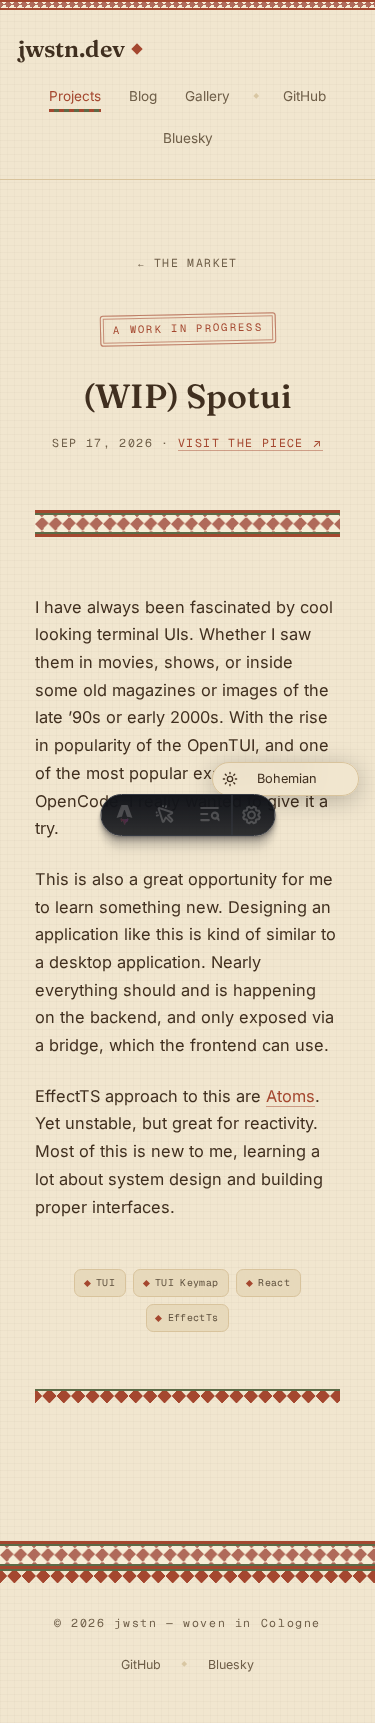 jwstn.dev
Projects Blog Gallery GitHub
Bluesky
← THE MARKET
A WORK IN PROGRESS
(WIP) Spotui
SEP 17, 2026 · VISIT THE PIECE ↗
I have always been fascinated by cool
looking terminal UIs. Whether I saw
them in movies, shows, or inside
some old magazines or images of the
late ’90s or early 2000s. With the rise
in popularity of the OpenTUI, and one
of the most popular
Bohemian
give it a
try.
This is also a great opportunity for me
to learn something new. Designing an
application like this is kind of similar to
a desktop application. Nearly
everything should and is happening
on the backend, and only exposed via
a bridge, which the frontend can use.
EffectTS approach to this are Atoms.
Yet unstable, but great for reactivity.
Most of this is new to me, learning a
lot about system design and building
proper interfaces.
TUI TUI Keymap React
EffectTs
© 2026 jwstn — woven in Cologne
GitHub Bluesky